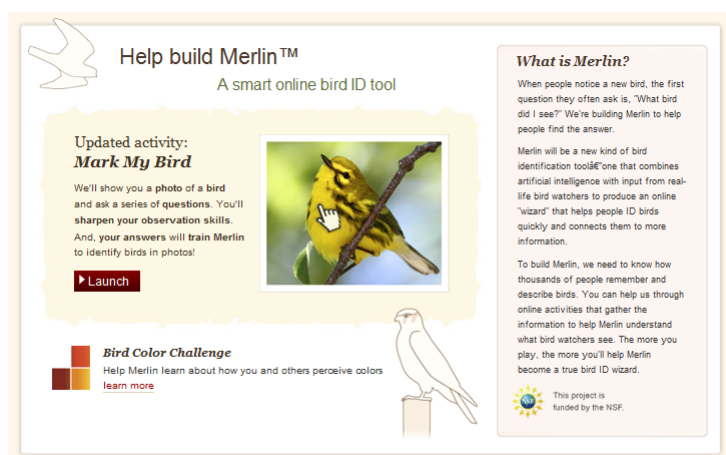 Help build Merlin™
A smart online bird ID tool
Updated activity:
Mark My Bird
We'll show you a photo of a bird
and ask a series of questions. You'll
sharpen your observation skills.
And, your answers will train Merlin
to identify birds in photos!
Launch
Bird Color Challenge
Help Merlin learn about how you and others perceive colors
learn more
What is Merlin?
When people notice a new bird, the first
question they often ask is, "What bird
did I see?" We're building Merlin to help
people find the answer.
Merlin will be a new kind of bird
identification toolâ€"one that combines
artificial intelligence with input from real-
life bird watchers to produce an online
"wizard" that helps people ID birds
quickly and connects them to more
information.
To build Merlin, we need to know how
thousands of people remember and
describe birds. You can help us through
online activities that gather the
information to help Merlin understand
what bird watchers see. The more you
play, the more you'll help Merlin
become a true bird ID wizard.
NSF
This project is
funded by the NSF.